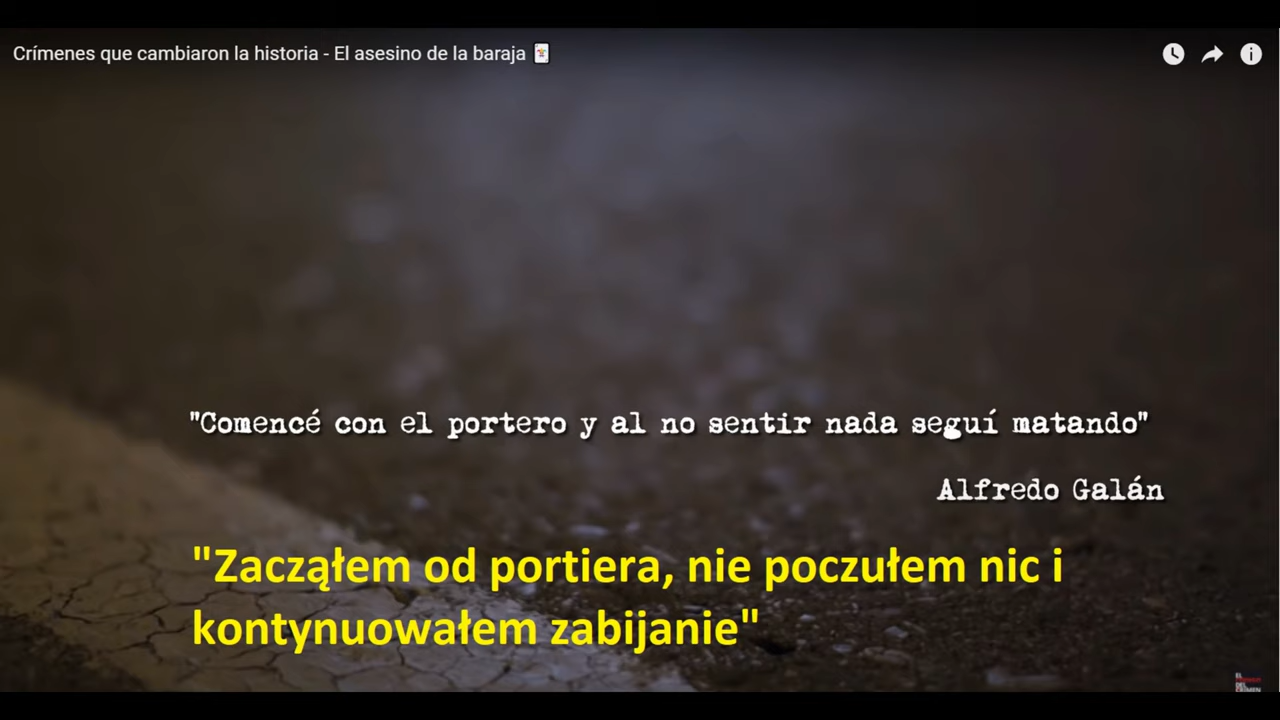 Crímenes que cambiaron la historia - El asesino de la baraja 🃏
"Comencé con el portero y al no sentir nada seguí matando"
Alfredo Galán
"Zacząłem od portiera, nie poczułem nic i
kontynuowałem zabijanie"